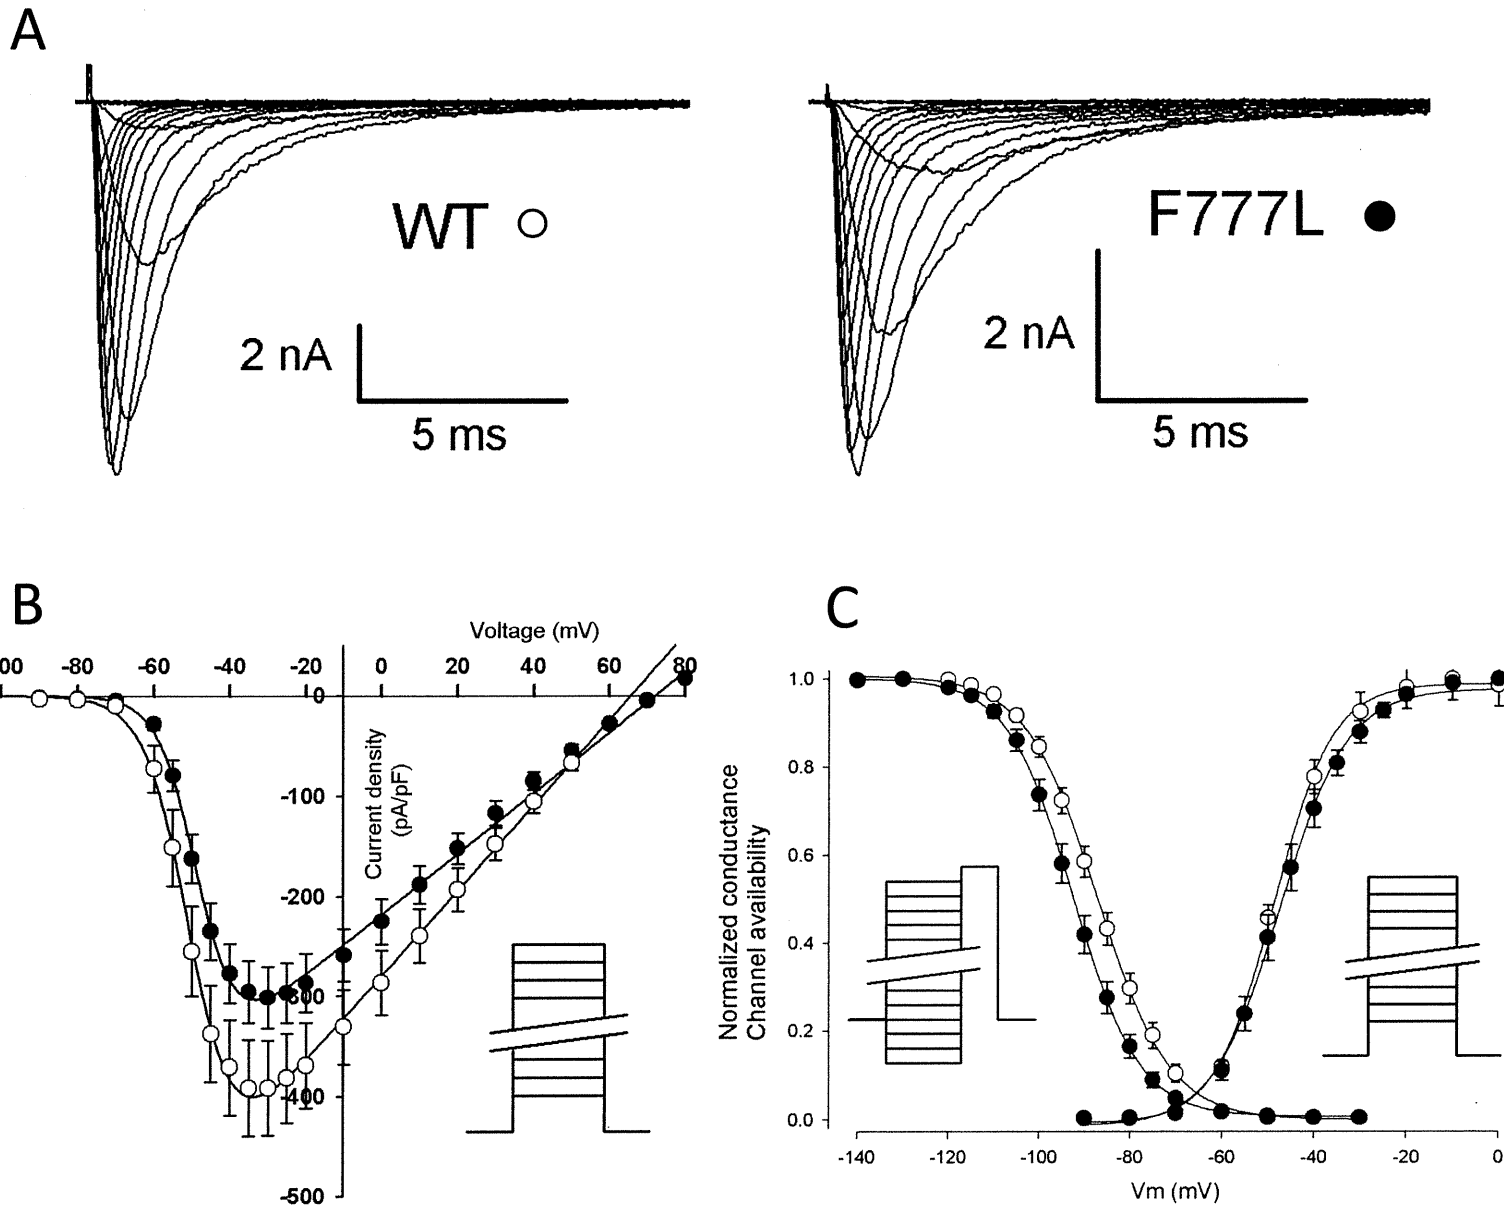 A
WT
F777L
2 nA
5 ms
2 nA
5 ms
B
Voltage (mV)
00 -80 -60 -40 -20 0 20 40 60 80
0
-100
-200
-300
-400
-500
Current density
(pA/pF)
C
Normalized conductance
Channel availability
1.0
0.8
0.6
0.4
0.2
0.0
-140 -120 -100 -80 -60 -40 -20 0
Vm (mV)